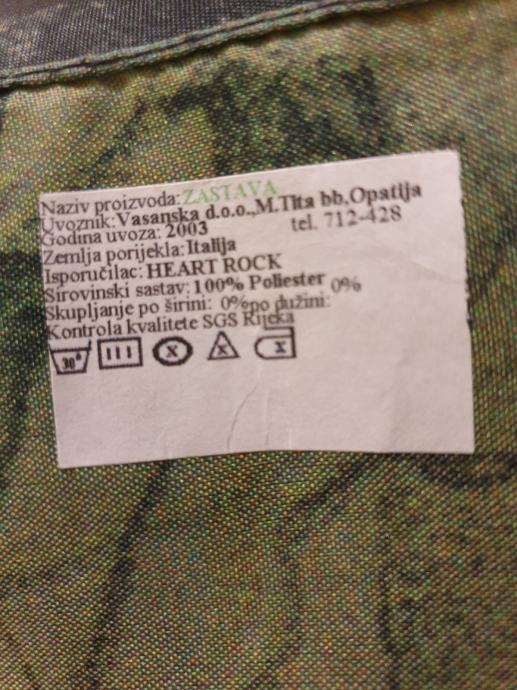 Naziv proizvoda: ZASTAVA
Uvoznik: Vasanska d.o.o., M.Tita bb, Opatija
Godina uvoza: 2003 tel. 712-428
Zemlja porijekla: Italija
Isporučilac: HEART ROCK
Sirovinski sastav: 100% Poliester
Skupljanje po širini: 0% po dužini: 0%
Kontrola kvalitete SGS Rijeka
30° X X X